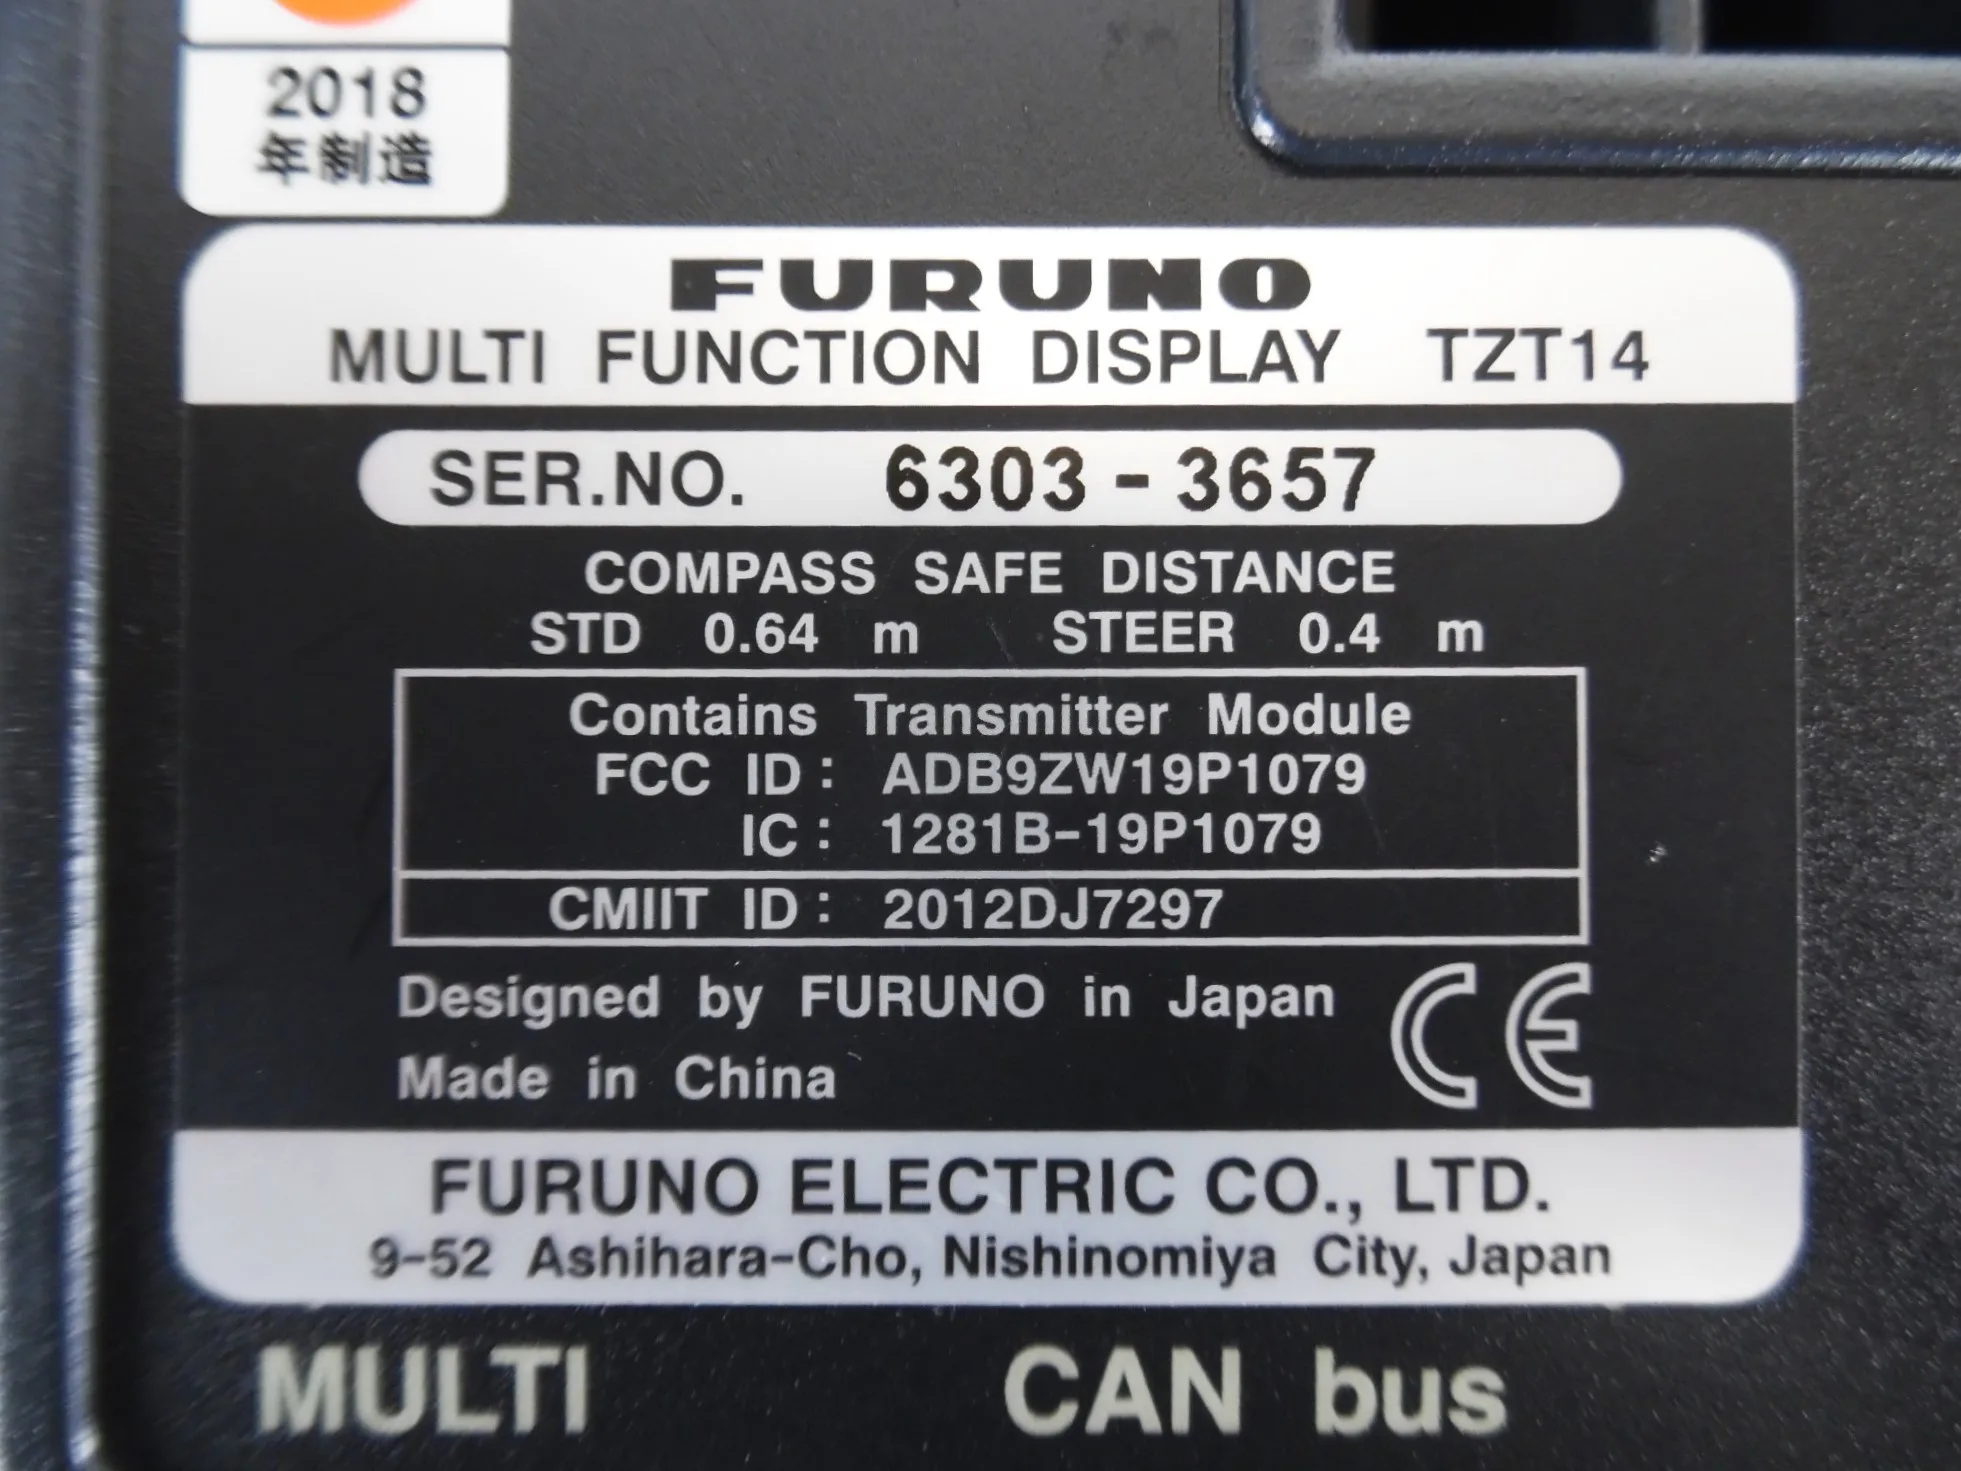 2018
年制造
FURUNO
MULTI FUNCTION DISPLAY TZT14
SER.NO. 6303-3657
COMPASS SAFE DISTANCE
STD 0.64 m STEER 0.4 m
Contains Transmitter Module
FCC ID: ADB9ZW19P1079
IC: 1281B-19P1079
CMIIT ID: 2012DJ7297
Designed by FURUNO in Japan
Made in China
CE
FURUNO ELECTRIC CO., LTD.
9-52 Ashihara-Cho, Nishinomiya City, Japan
MULTI CAN bus